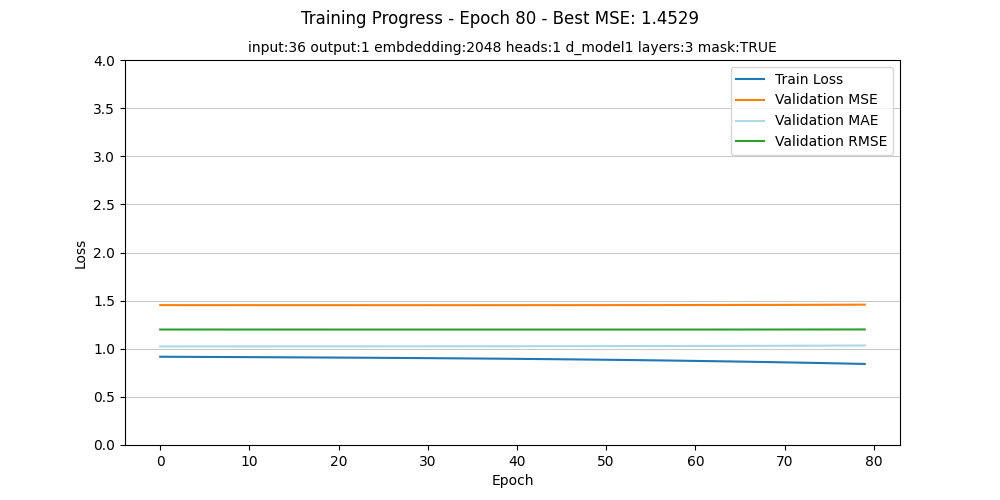 Training Progress - Epoch 80 - Best MSE: 1.4529
input:36 output:1 embdedding:2048 heads:1 d_model1 layers:3 mask:TRUE
Train Loss
Validation MSE
Validation MAE
Validation RMSE
4.0
3.5
3.0
2.5
2.0
1.5
1.0
0.5
0.0
Loss
0 10 20 30 40 50 60 70 80
Epoch